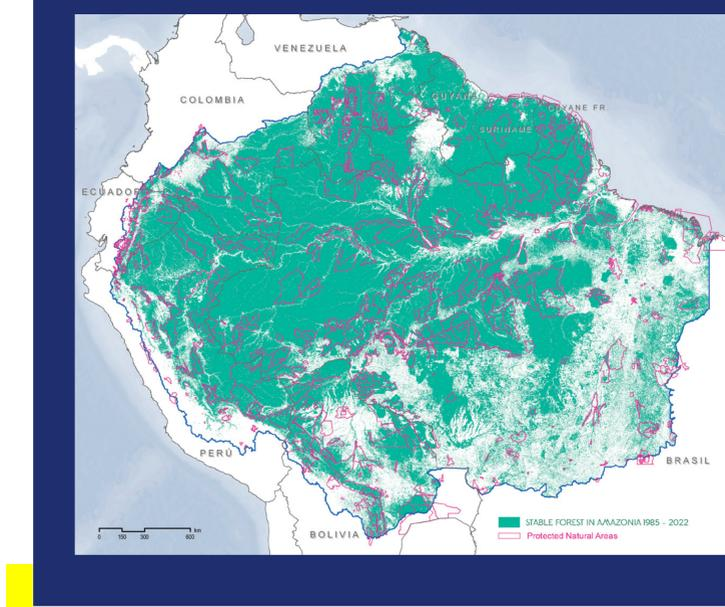 VENEZUELA
COLOMBIA
GUYANA
GUYANE FR.
SURINAME
ECUADOR
PERÚ
BRASIL
BOLIVIA
STABLE FOREST IN AMAZONIA 1985 - 2022
Protected Natural Areas
km
0 150 300 600